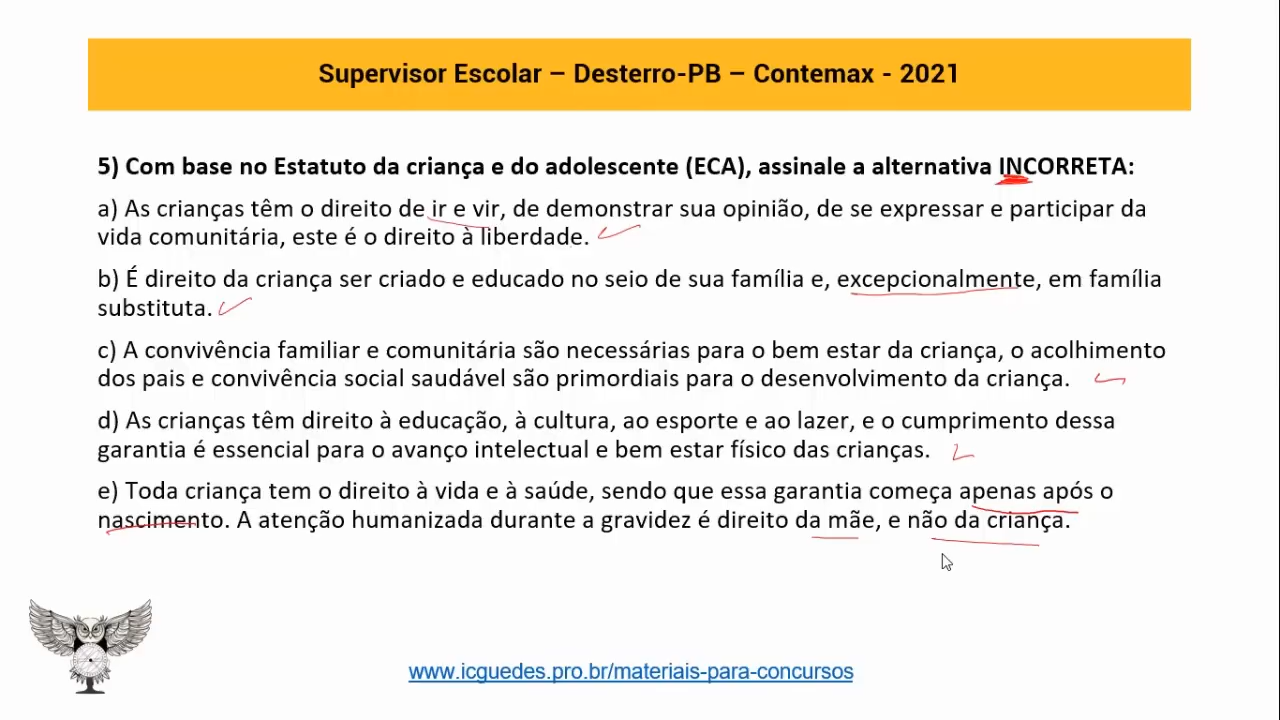 Supervisor Escolar – Desterro-PB – Contemax - 2021
5) Com base no Estatuto da criança e do adolescente (ECA), assinale a alternativa INCORRETA:
a) As crianças têm o direito de ir e vir, de demonstrar sua opinião, de se expressar e participar da
vida comunitária, este é o direito à liberdade.
b) É direito da criança ser criado e educado no seio de sua família e, excepcionalmente, em família
substituta.
c) A convivência familiar e comunitária são necessárias para o bem estar da criança, o acolhimento
dos pais e convivência social saudável são primordiais para o desenvolvimento da criança.
d) As crianças têm direito à educação, à cultura, ao esporte e ao lazer, e o cumprimento dessa
garantia é essencial para o avanço intelectual e bem estar físico das crianças.
e) Toda criança tem o direito à vida e à saúde, sendo que essa garantia começa apenas após o
nascimento. A atenção humanizada durante a gravidez é direito da mãe, e não da criança.
www.icguedes.pro.br/materiais-para-concursos